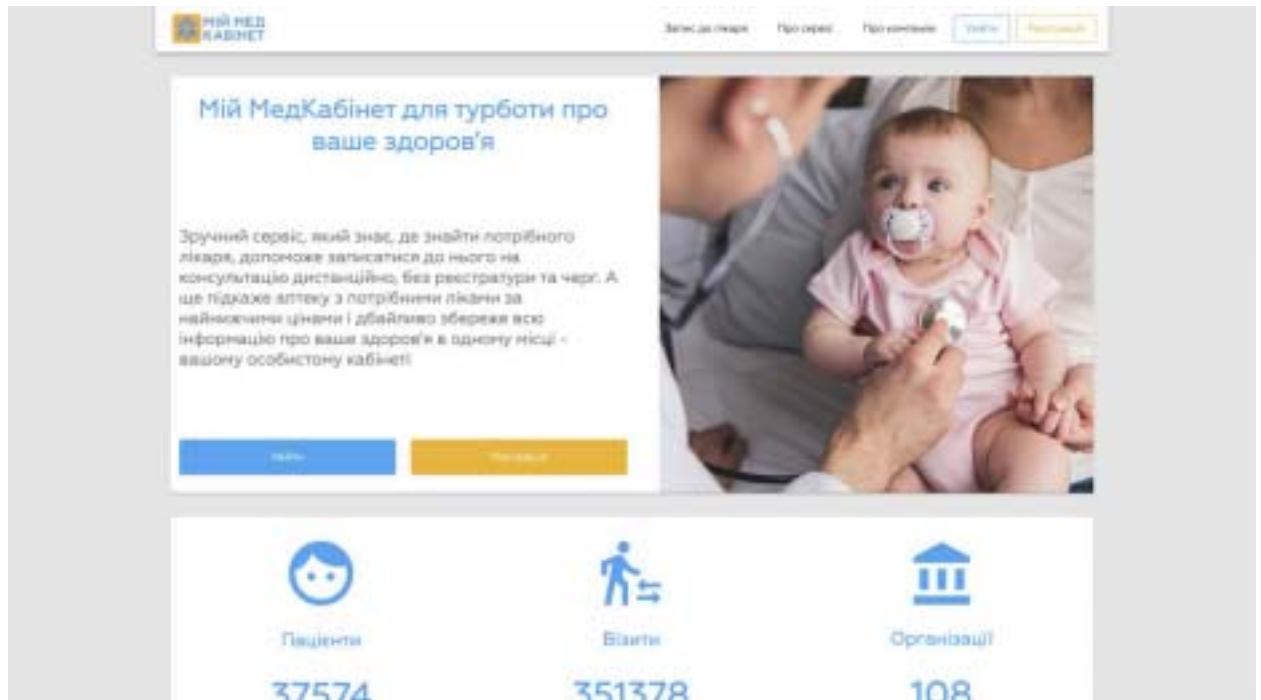 МІЙ МЕД
КАБІНЕТ
Запис до лікаря
Про сервіс
Про компанію
Увійти
Реєстрація
Мій МедКабінет для турботи про
ваше здоров'я
Зручний сервіс, який знає, де знайти потрібного
лікаря, допоможе записатися до нього на
консультацію дистанційно, без реєстратури та черг. А
ще підкаже аптеку з потрібними ліками за
найнижчими цінами і дбайливо збереже всю
інформацію про ваше здоров'я в одному місці -
вашому особистому кабінеті
Увійти
Реєстрація
Пацієнти
Візити
Організації
37574
351378
108